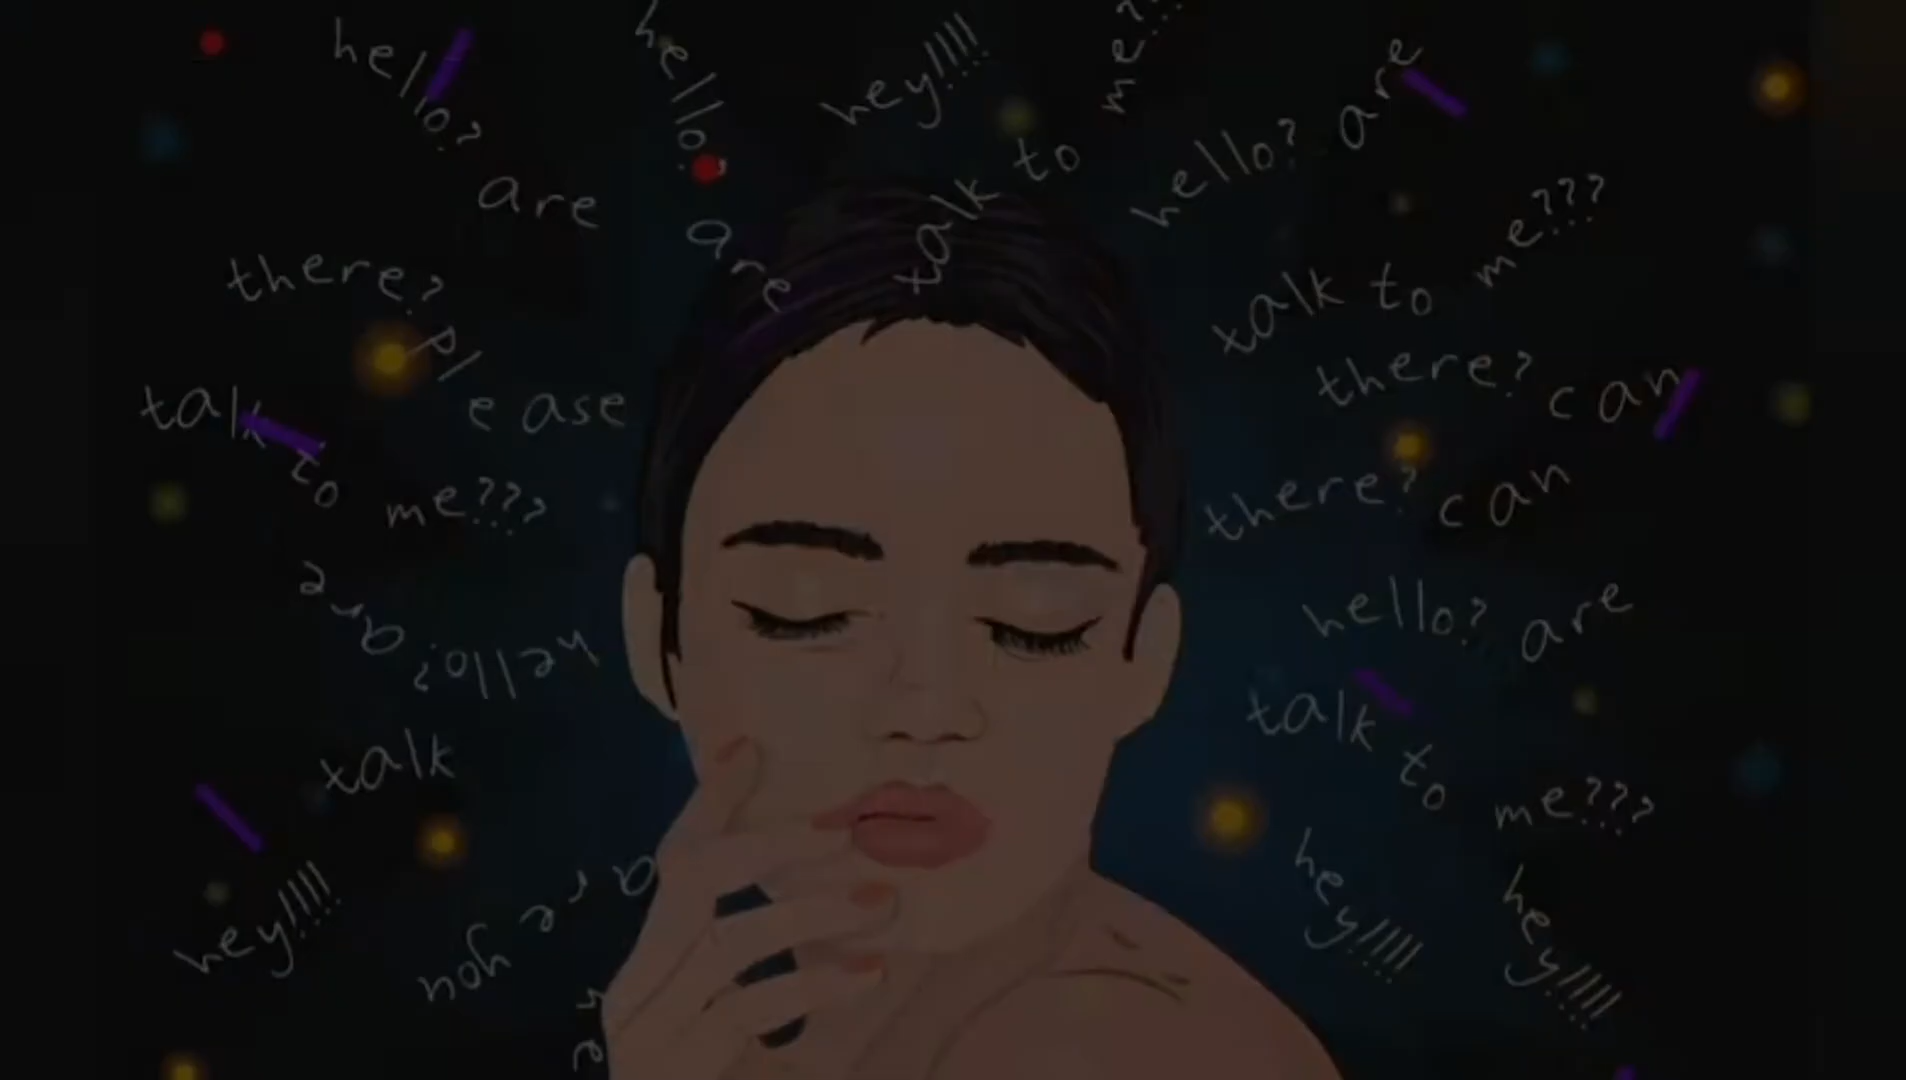 hello? are
there? please
talk to me???
hello? are
talk
hey!!!!
are you
he
hello? are
hey!!!!
talk to me???
hello? are
talk to me???
there? can
there? can
hello? are
talk to me???
hey!!!!
hey!!!!